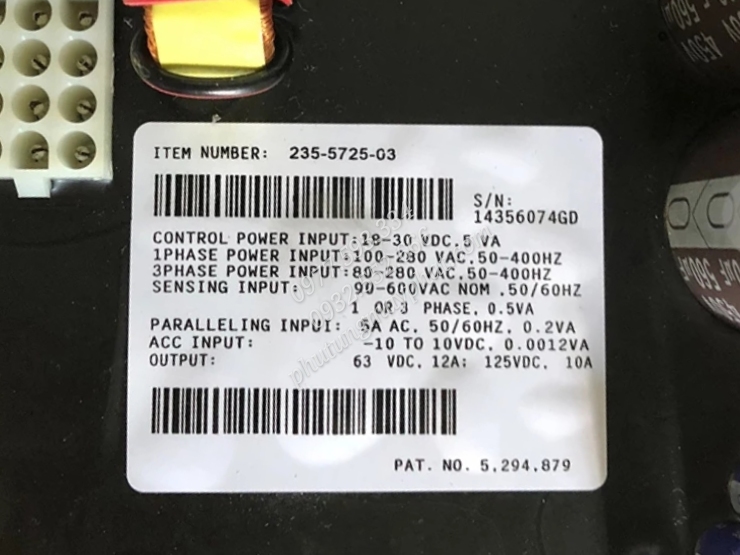 ITEM NUMBER: 235-5725-03
S/N:
14356074GD
CONTROL POWER INPUT:18-30 VDC.5 VA
1PHASE POWER INPUT:100-280 VAC.50-400HZ
3PHASE POWER INPUT:80-280 VAC.50-400HZ
SENSING INPUT: 90-600VAC NOM .50/60HZ
1 OR 3 PHASE, 0.5VA
PARALLELING INPUT: 5A AC, 50/60HZ, 0.2VA
ACC INPUT: -10 TO 10VDC, 0.0012VA
OUTPUT: 63 VDC, 12A; 125VDC, 10A
PAT. NO. 5,294,879
450V
560µ